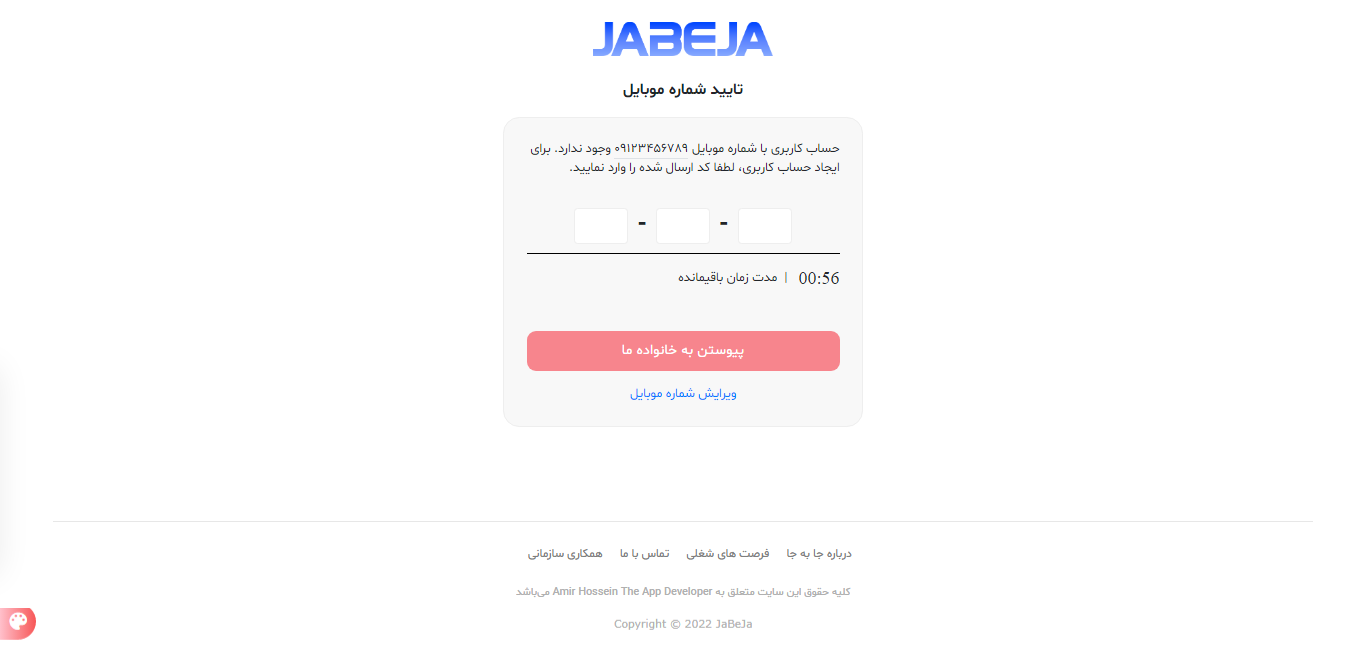 JABEJA
تایید شماره موبایل
حساب کاربری با شماره موبایل ۰۹۱۲۳۴۵۶۷۸۹ وجود ندارد. برای
ایجاد حساب کاربری، لطفا کد ارسال شده را وارد نمایید.
- -
00:56 | مدت زمان باقیمانده
پیوستن به خانواده ما
ویرایش شماره موبایل
درباره جا به جا فرصت های شغلی تماس با ما همکاری سازمانی
کلیه حقوق این سایت متعلق به Amir Hossein The App Developer می‌باشد
Copyright © 2022 JaBeJa